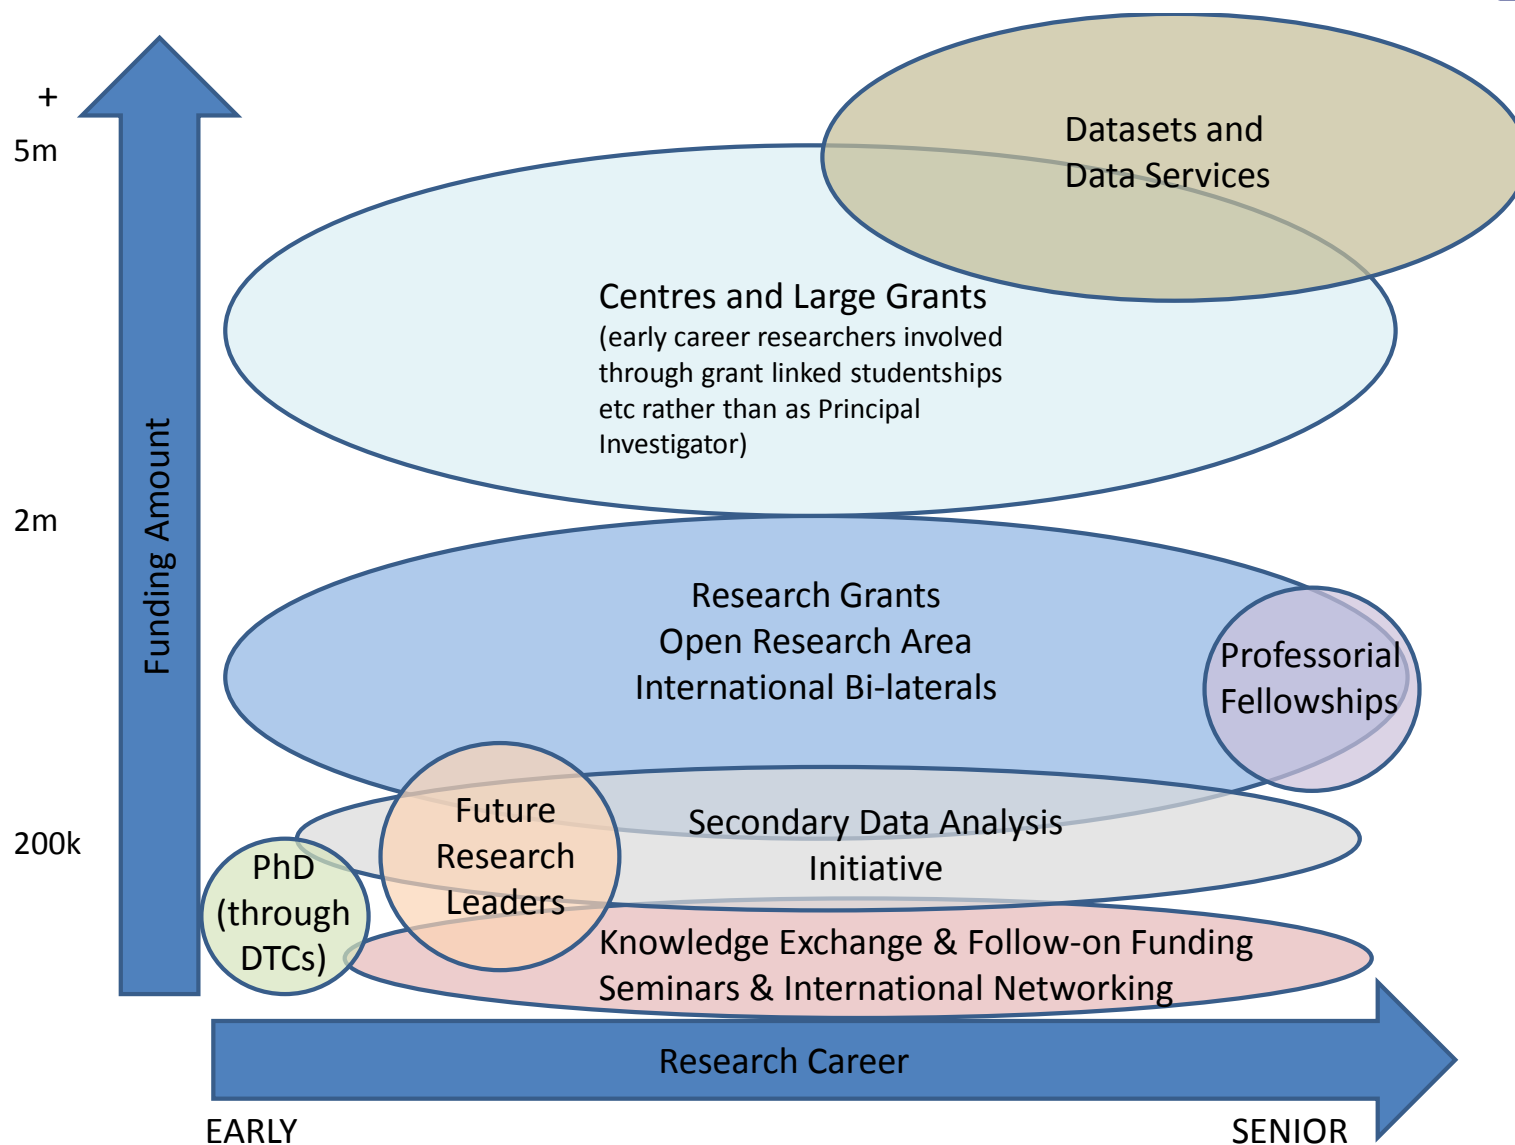 +
5m
Datasets and
Data Services
Centres and Large Grants
(early career researchers involved
through grant linked studentships
etc rather than as Principal
Investigator)
Funding Amount
2m
Research Grants
Open Research Area
International Bi-laterals
Professorial
Fellowships
200k
Future
Research
Leaders
Secondary Data Analysis
Initiative
PhD
(through
DTCs)
Knowledge Exchange & Follow-on Funding
Seminars & International Networking
Research Career
EARLY
SENIOR